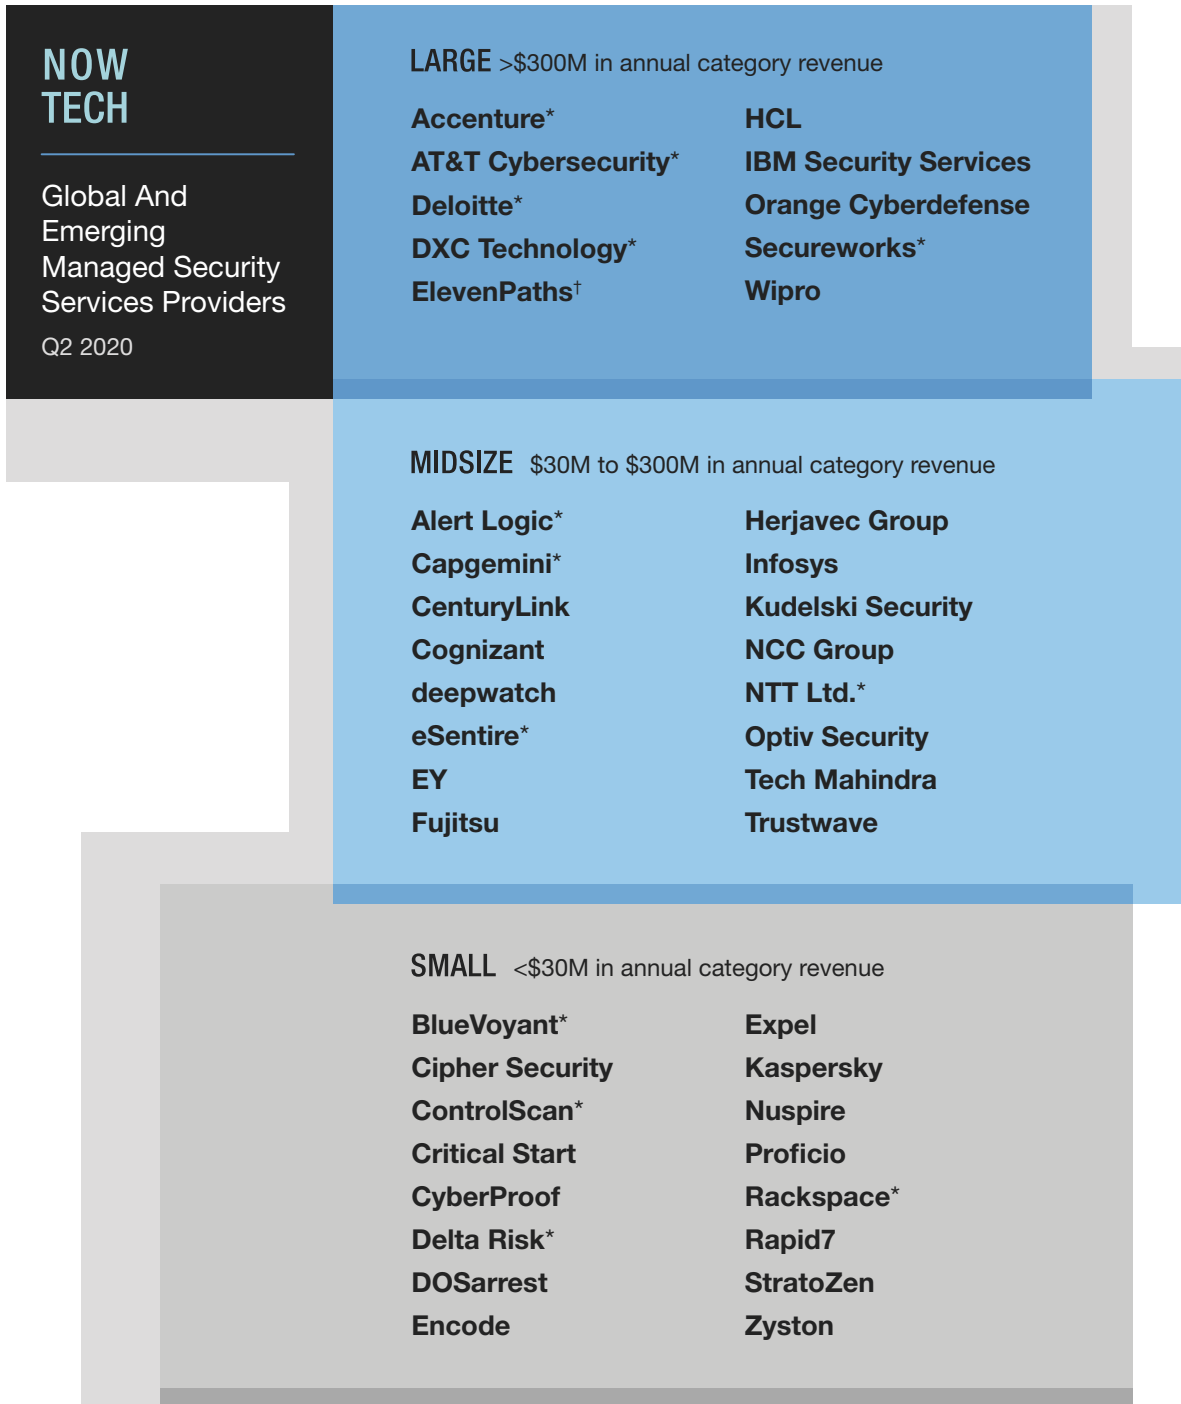 NOW
TECH
Global And
Emerging
Managed Security
Services Providers
Q2 2020
LARGE >$300M in annual category revenue
Accenture*
AT&T Cybersecurity*
Deloitte*
DXC Technology*
ElevenPaths†
HCL
IBM Security Services
Orange Cyberdefense
Secureworks*
Wipro
MIDSIZE $30M to $300M in annual category revenue
Alert Logic*
Capgemini*
CenturyLink
Cognizant
deepwatch
eSentire*
EY
Fujitsu
Herjavec Group
Infosys
Kudelski Security
NCC Group
NTT Ltd.*
Optiv Security
Tech Mahindra
Trustwave
SMALL <$30M in annual category revenue
BlueVoyant*
Cipher Security
ControlScan*
Critical Start
CyberProof
Delta Risk*
DOSarrest
Encode
Expel
Kaspersky
Nuspire
Proficio
Rackspace*
Rapid7
StratoZen
Zyston